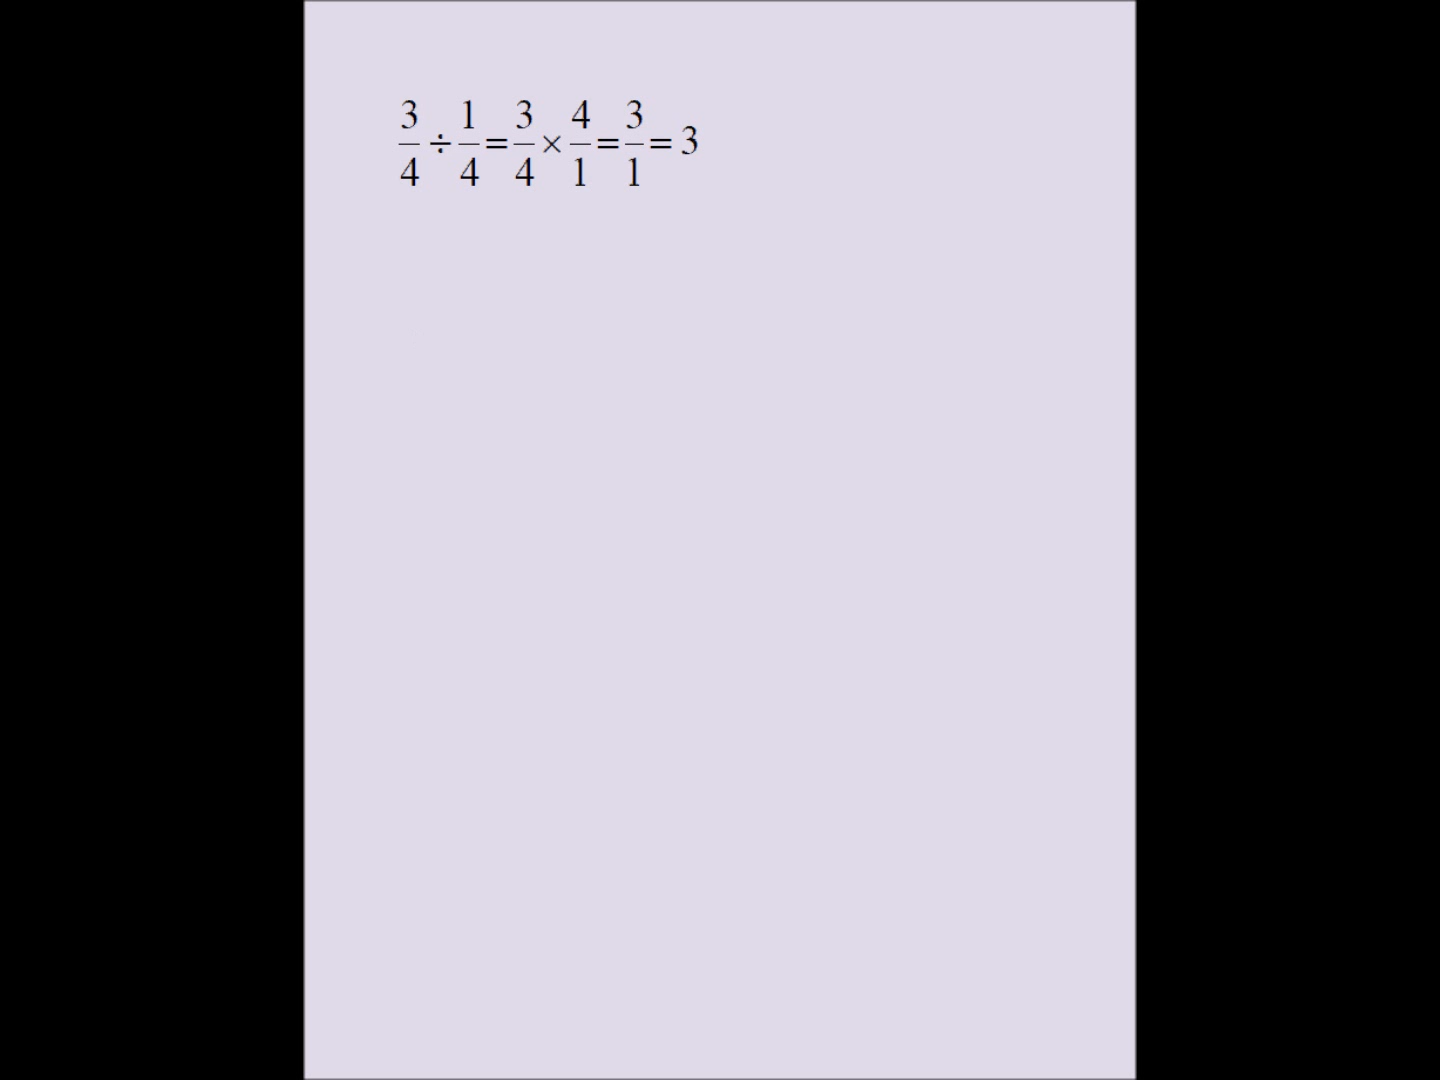 3/4 ÷ 1/4 = 3/4 × 4/1 = 3/1 = 3